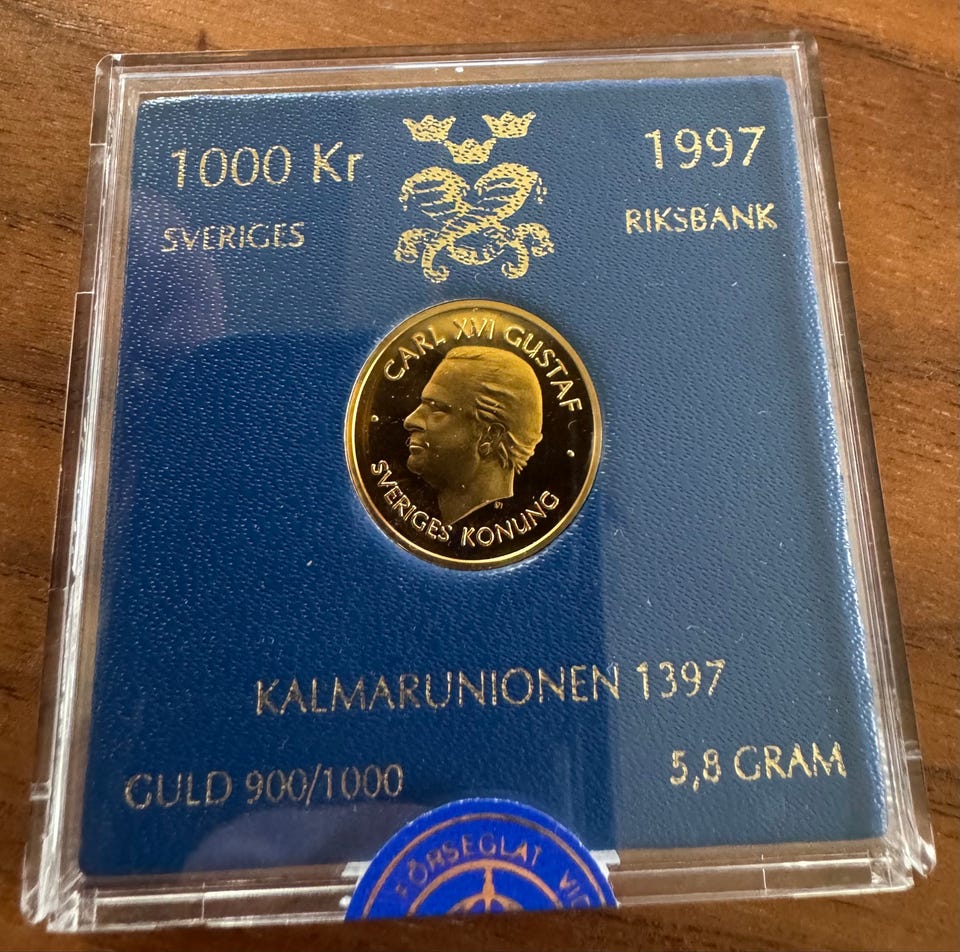 1000 Kr
1997
SVERIGES
RIKSBANK
CARL XVI GUSTAF
SVERIGES KONUNG
KALMARUNIONEN 1397
GULD 900/1000
5,8 GRAM
FÖRSEGLAT